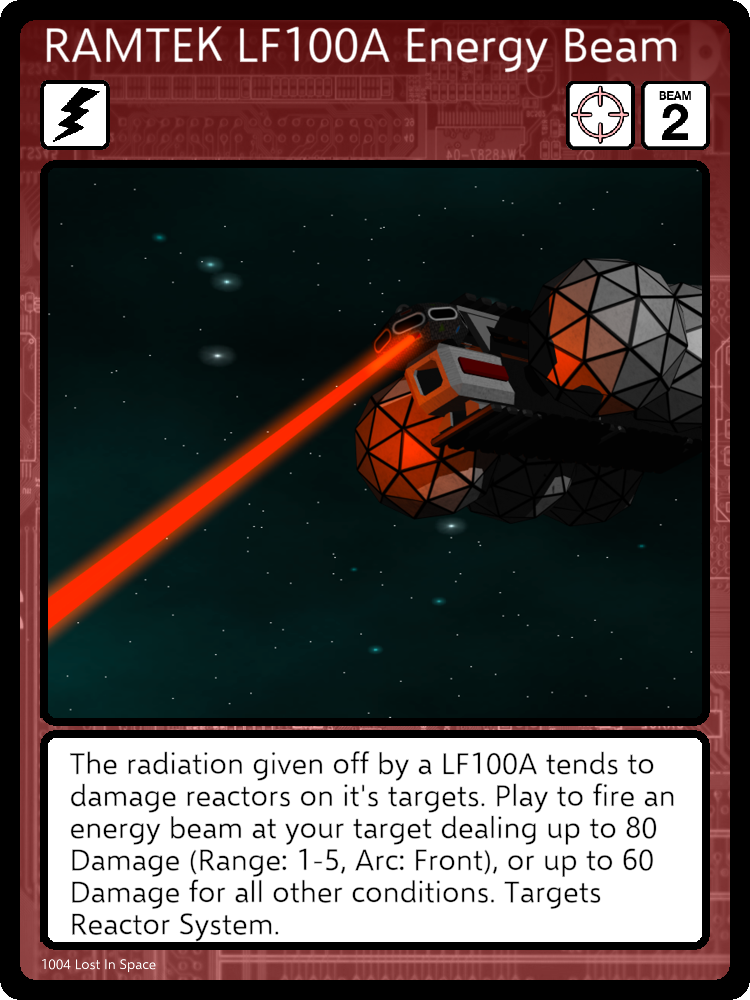 RAMTEK LF100A Energy Beam
BEAM
2
The radiation given off by a LF100A tends to
damage reactors on it's targets. Play to fire an
energy beam at your target dealing up to 80
Damage (Range: 1-5, Arc: Front), or up to 60
Damage for all other conditions. Targets
Reactor System.
1004 Lost In Space